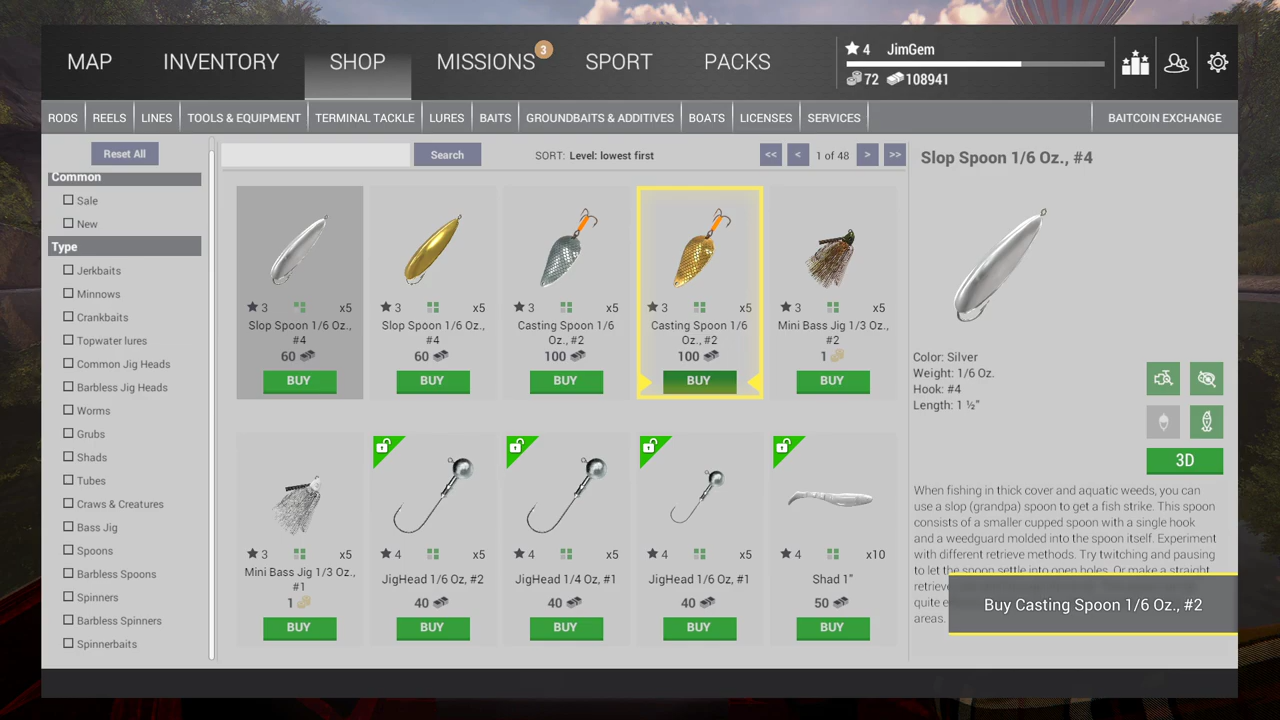 MAP
INVENTORY
SHOP
MISSIONS
3
SPORT
PACKS
4 JimGem
72 108941
RODS
REELS
LINES
TOOLS & EQUIPMENT
TERMINAL TACKLE
LURES
BAITS
GROUNDBAITS & ADDITIVES
BOATS
LICENSES
SERVICES
BAITCOIN EXCHANGE
Reset All
Common
Sale
New
Type
Jerkbaits
Minnows
Crankbaits
Topwater lures
Common Jig Heads
Barbless Jig Heads
Worms
Grubs
Shads
Tubes
Craws & Creatures
Bass Jig
Spoons
Barbless Spoons
Spinners
Barbless Spinners
Spinnerbaits
Search
SORT: Level: lowest first
<<
<
1 of 48
>
>>
3 x5
Slop Spoon 1/6 Oz.,
#4
60
BUY
3 x5
Slop Spoon 1/6 Oz.,
#4
60
BUY
3 x5
Casting Spoon 1/6
Oz., #2
100
BUY
3 x5
Casting Spoon 1/6
Oz., #2
100
BUY
3 x5
Mini Bass Jig 1/3 Oz.,
#2
1
BUY
3 x5
Mini Bass Jig 1/3 Oz.,
#1
1
BUY
4 x5
JigHead 1/6 Oz, #2
40
BUY
4 x5
JigHead 1/4 Oz, #1
40
BUY
4 x5
JigHead 1/6 Oz, #1
40
BUY
4 x10
Shad 1"
50
BUY
Slop Spoon 1/6 Oz., #4
Color: Silver
Weight: 1/6 Oz.
Hook: #4
Length: 1 ½"
3D
When fishing in thick cover and aquatic weeds, you can
use a slop (grandpa) spoon to get a fish strike. This spoon
consists of a smaller cupped spoon with a single hook
and a weedguard molded into the spoon itself. Experiment
with different retrieve methods. Try twitching and pausing
to let the spoon settle into open holes. Or make a straight
quite
areas.
Buy Casting Spoon 1/6 Oz., #2